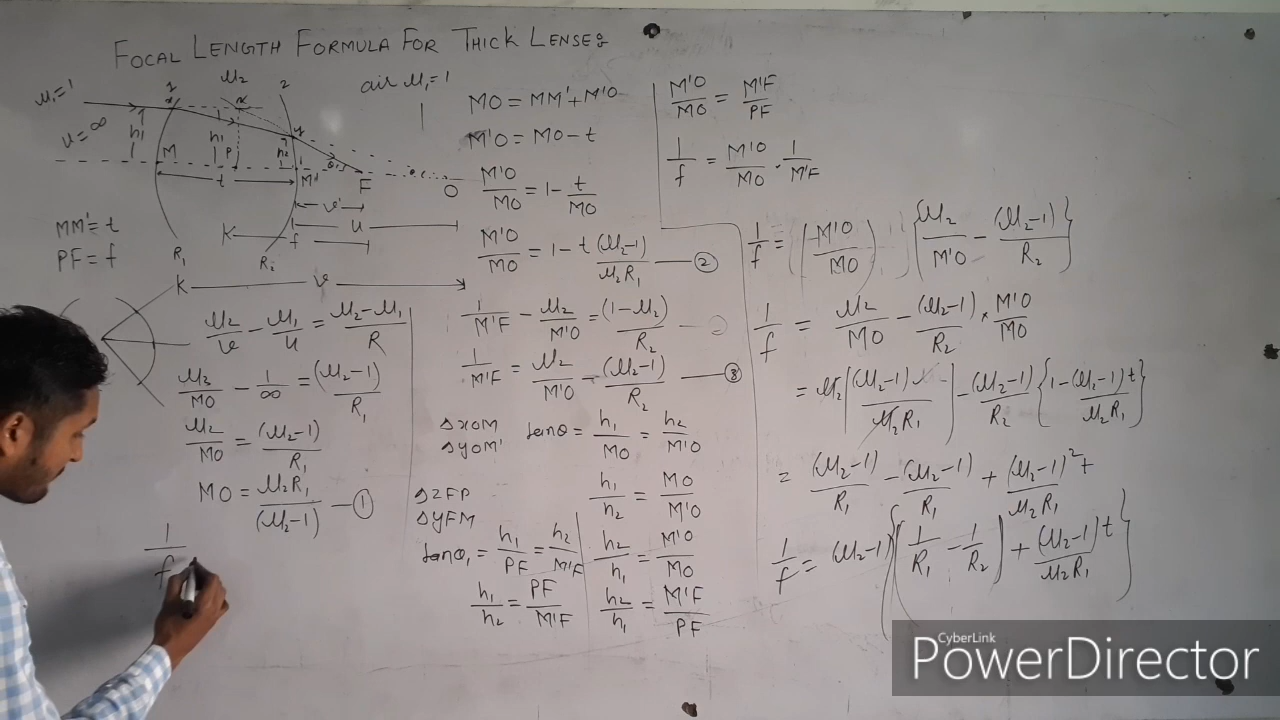 FOCAL LENGTH FORMULA FOR THICK LENSES
μ₁=1
u=∞
μ₂
air μ₁=1
1
2
x
y
h₁
h₁
h₂
M
P
M'
F
O
t
v'
u
f
v
R₁
R₂
θ₁
MM'=t
PF=f
μ₂/v - μ₁/u = μ₂-μ₁/R
μ₂/MO - 1/∞ = (μ₂-1)/R₁
μ₂/MO = (μ₂-1)/R₁
MO = μ₂R₁/(μ₂-1) —①
1/f
MO = MM'+M'O
M'O = MO-t
M'O/MO = 1- t/MO
M'O/MO = 1- t (μ₂-1)/μ₂R₁ —②
1/M'F - μ₂/M'O = (1-μ₂)/R₂
1/M'F = μ₂/M'O - (μ₂-1)/R₂ —③
ΔXOM
ΔYOM'
tanθ = h₁/MO = h₂/M'O
h₁/h₂ = MO/M'O
ΔZFP
ΔYFM
tanθ₁ = h₁/PF = h₂/M'F
h₁/h₂ = PF/M'F
h₂/h₁ = M'O/MO
h₂/h₁ = M'F/PF
M'O/MO = M'F/PF
1/f = M'O/MO . 1/M'F
1/f = (M'O/MO) {μ₂/M'O - (μ₂-1)/R₂}
1/f = μ₂/MO - (μ₂-1)/R₂ × M'O/MO
= μ₂[(μ₂-1)/μ₂R₁] - (μ₂-1)/R₂ {1-(μ₂-1)t/μ₂R₁}
= (μ₂-1)/R₁ - (μ₂-1)/R₁ + (μ₂-1)²t/μ₂R₁
1/f = (μ₂-1){(1/R₁ - 1/R₂) + (μ₂-1)t/μ₂R₁}
CyberLink
PowerDirector